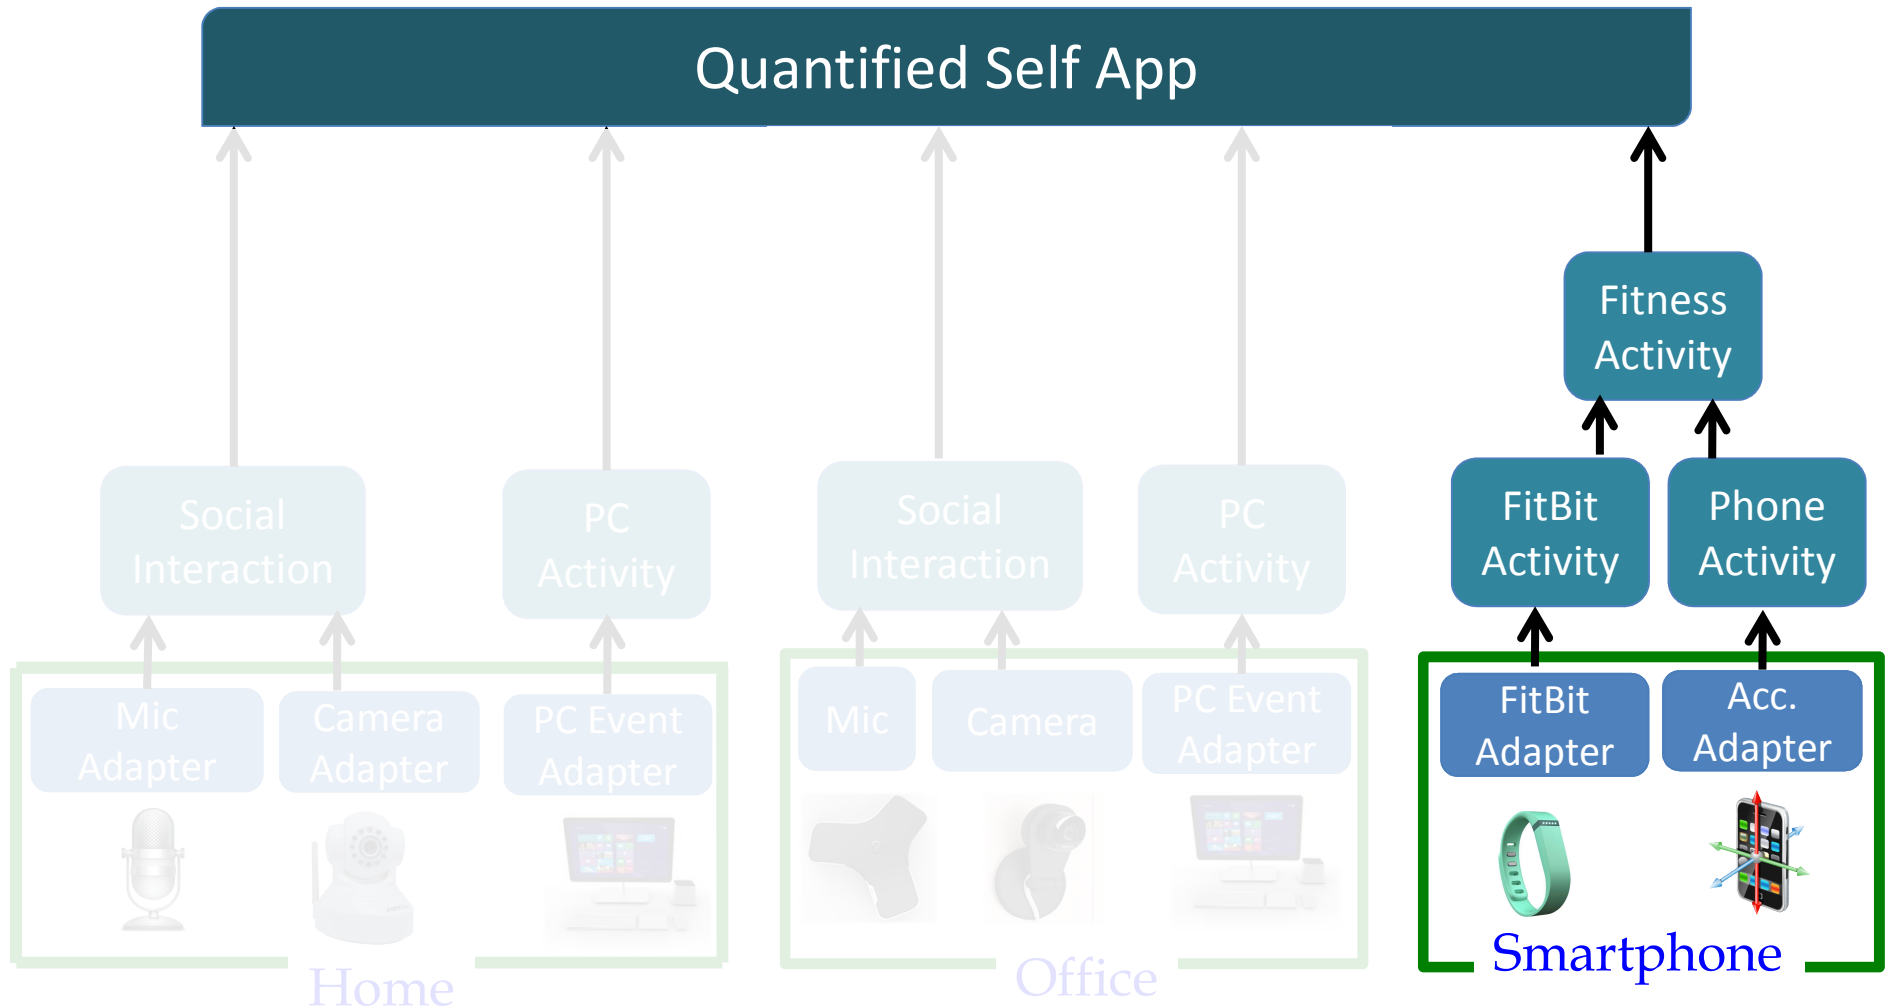 Quantified Self App
Fitness
Activity
Social
Interaction
PC
Activity
Social
Interaction
PC
Activity
FitBit
Activity
Phone
Activity
Mic
Adapter
Camera
Adapter
PC Event
Adapter
Mic
Camera
PC Event
Adapter
FitBit
Adapter
Acc.
Adapter
Home
Office
Smartphone